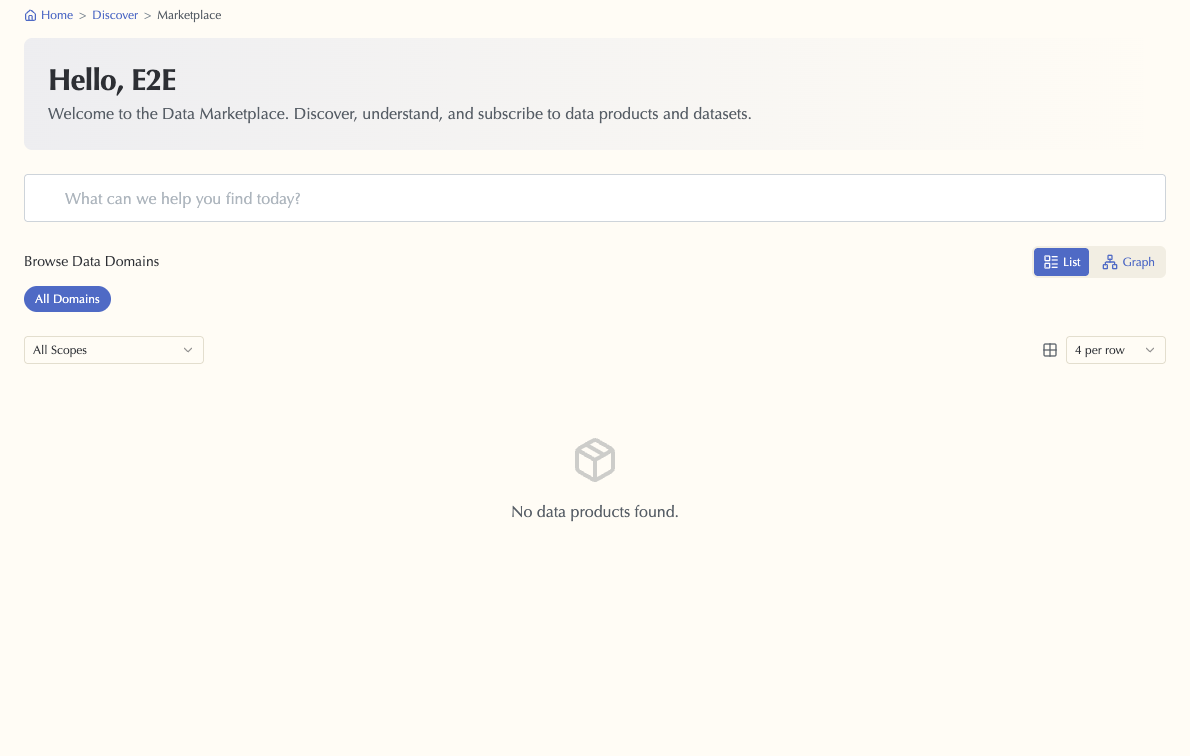 Home > Discover > Marketplace
Hello, E2E
Welcome to the Data Marketplace. Discover, understand, and subscribe to data products and datasets.
What can we help you find today?
Browse Data Domains
List
Graph
All Domains
All Scopes
4 per row
No data products found.